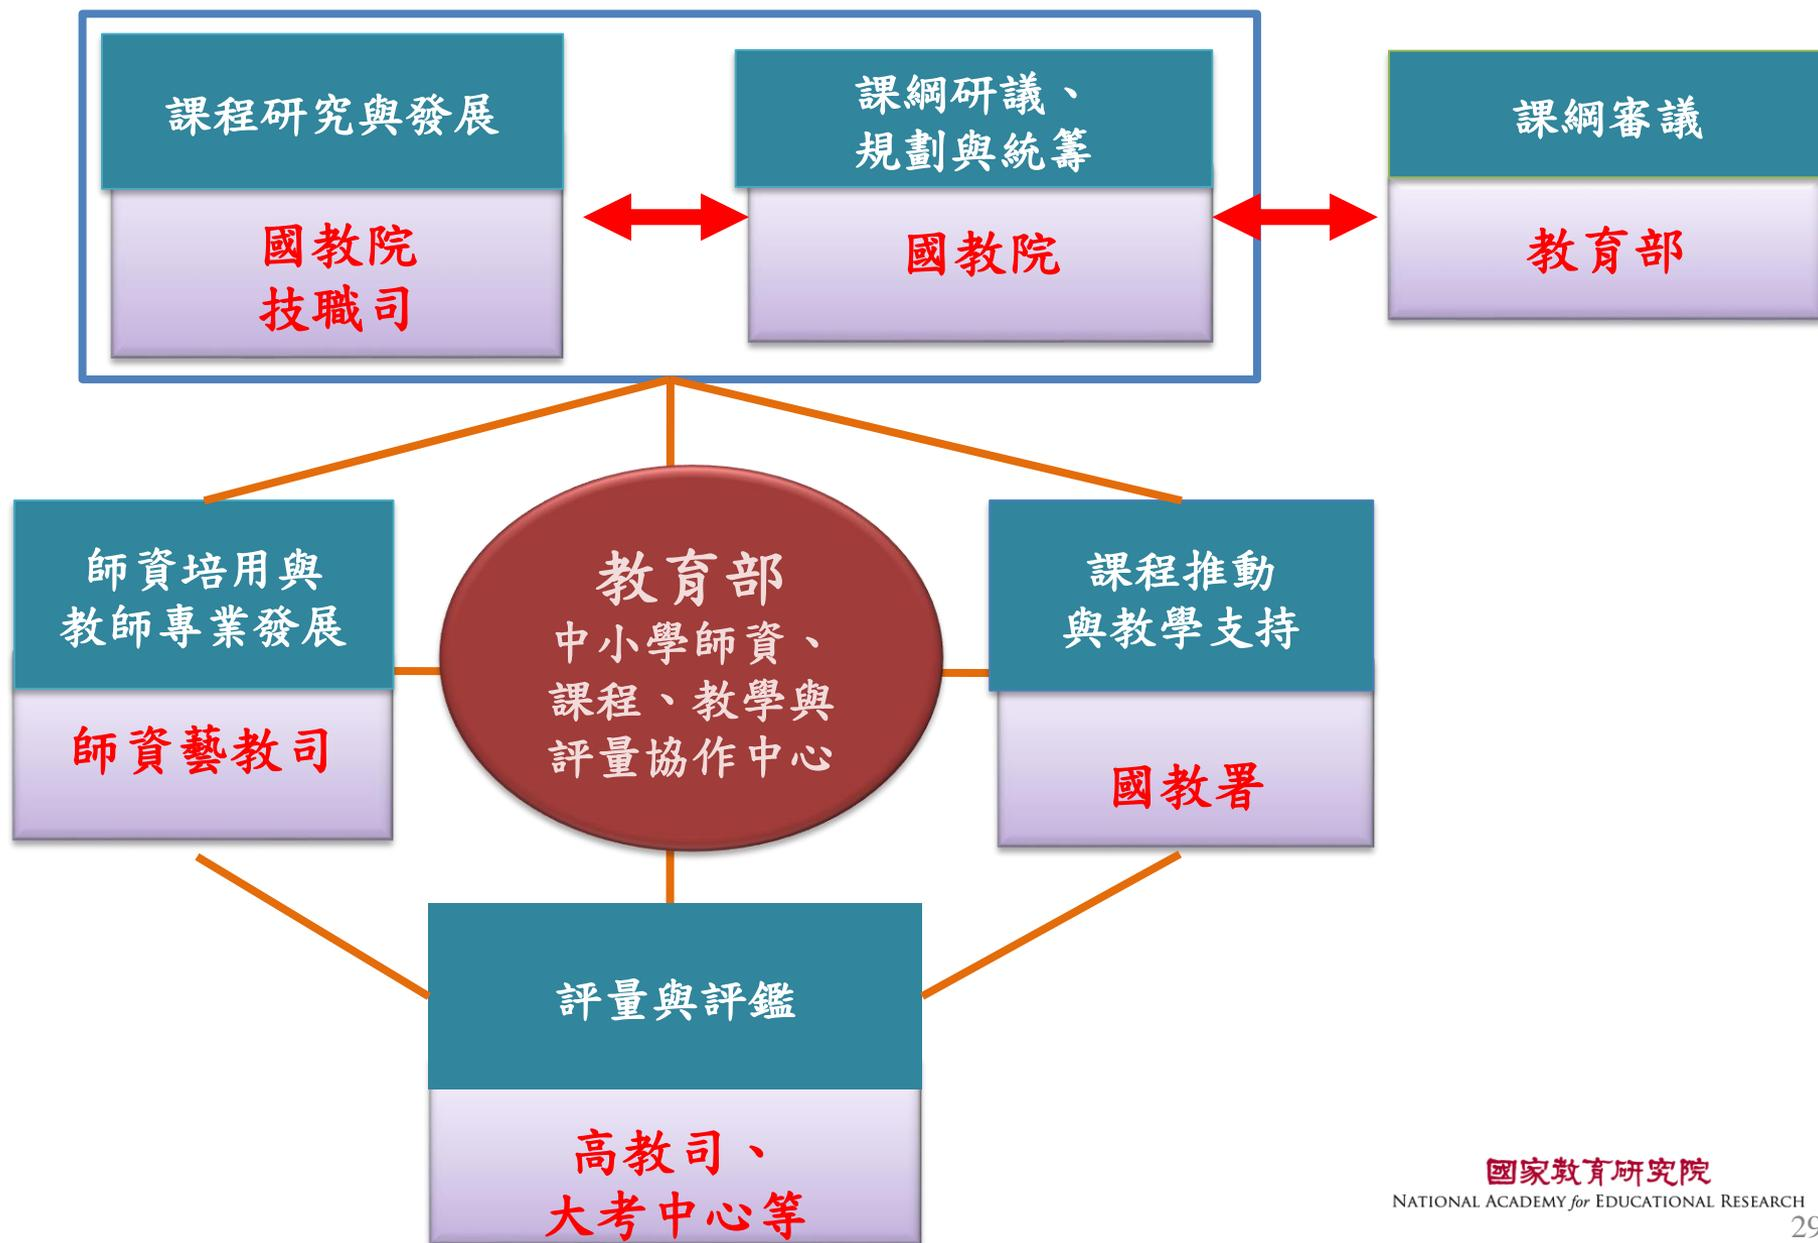 課程研究與發展
國教院
技職司
課綱研議、
規劃與統籌
國教院
課綱審議
教育部
師資培用與
教師專業發展
師資藝教司
教育部
中小學師資、
課程、教學與
評量協作中心
課程推動
與教學支持
國教署
評量與評鑑
高教司、
大考中心等
國家教育研究院
NATIONAL ACADEMY for EDUCATIONAL RESEARCH
29